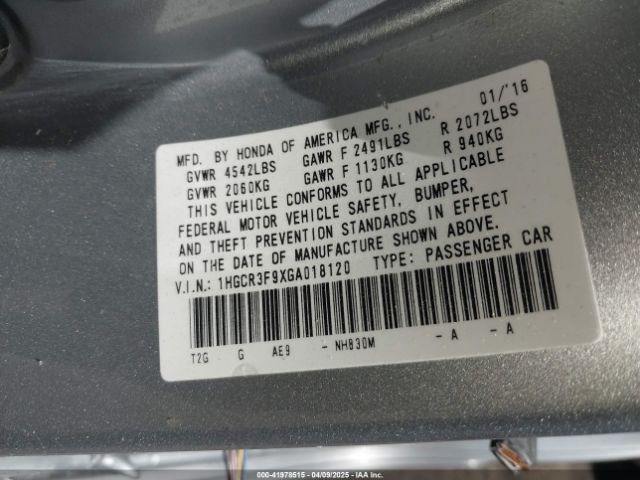 MFD. BY HONDA OF AMERICA MFG., INC. 01/'16
GVWR 4542LBS GAWR F 2491LBS R 2072LBS
GVWR 2060KG GAWR F 1130KG R 940KG
THIS VEHICLE CONFORMS TO ALL APPLICABLE
FEDERAL MOTOR VEHICLE SAFETY, BUMPER,
AND THEFT PREVENTION STANDARDS IN EFFECT
ON THE DATE OF MANUFACTURE SHOWN ABOVE.
V.I.N.: 1HGCR3F9XGA018120 TYPE: PASSENGER CAR
T2G G AE9 - NH830M - A - A
000-41978515 04/09/2025 IAA Inc.